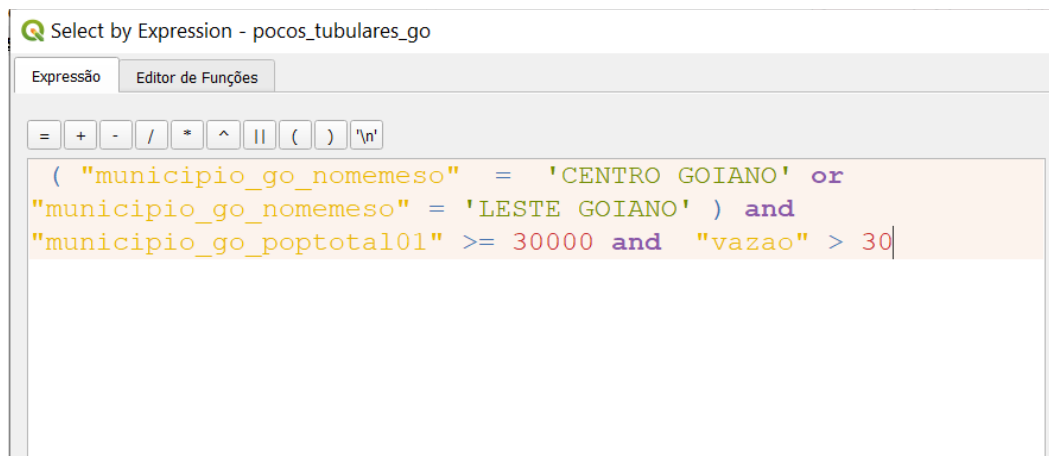 Select by Expression - pocos_tubulares_go
Expressão Editor de Funções
= + - / * ^ || ( ) '\n'
( "municipio_go_nomemeso" = 'CENTRO GOIANO' or
"municipio_go_nomemeso" = 'LESTE GOIANO' ) and
"municipio_go_poptotal01" >= 30000 and "vazao" > 30